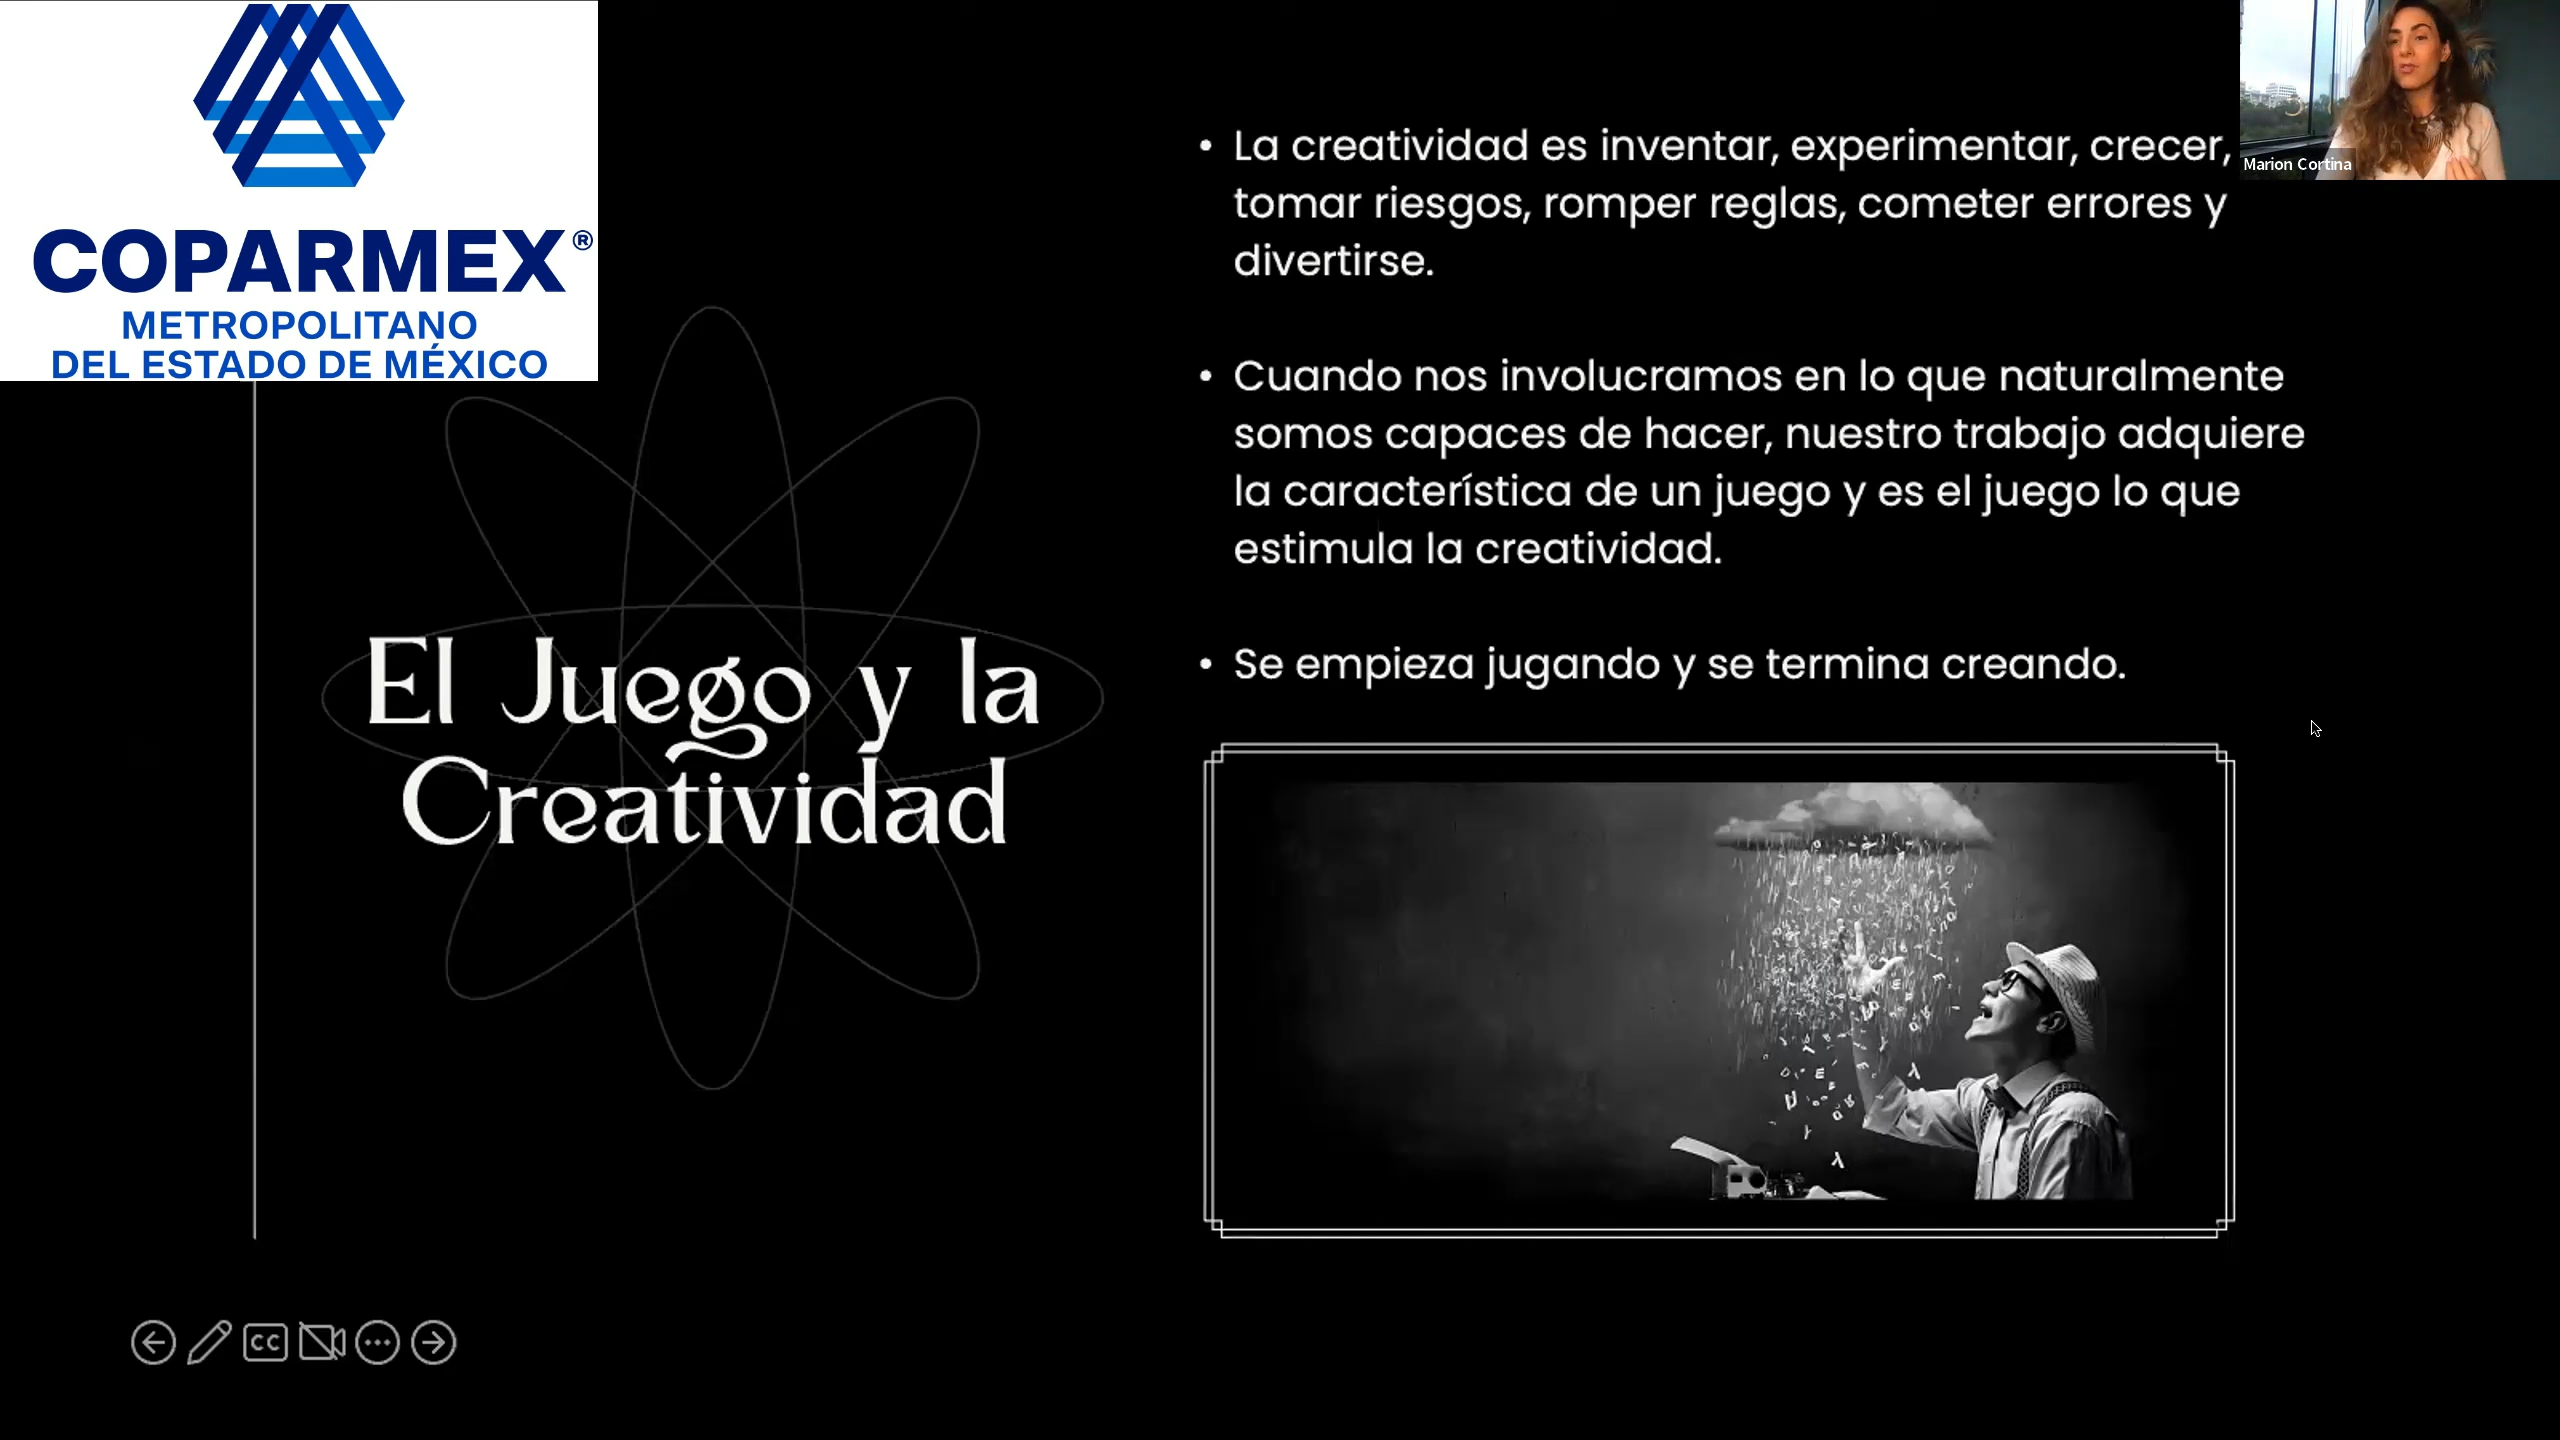 COPARMEX®
METROPOLITANO
DEL ESTADO DE MÉXICO
El Juego y la
Creatividad
• La creatividad es inventar, experimentar, crecer,
tomar riesgos, romper reglas, cometer errores y
divertirse.
• Cuando nos involucramos en lo que naturalmente
somos capaces de hacer, nuestro trabajo adquiere
la característica de un juego y es el juego lo que
estimula la creatividad.
• Se empieza jugando y se termina creando.
Marion Cortina
CC